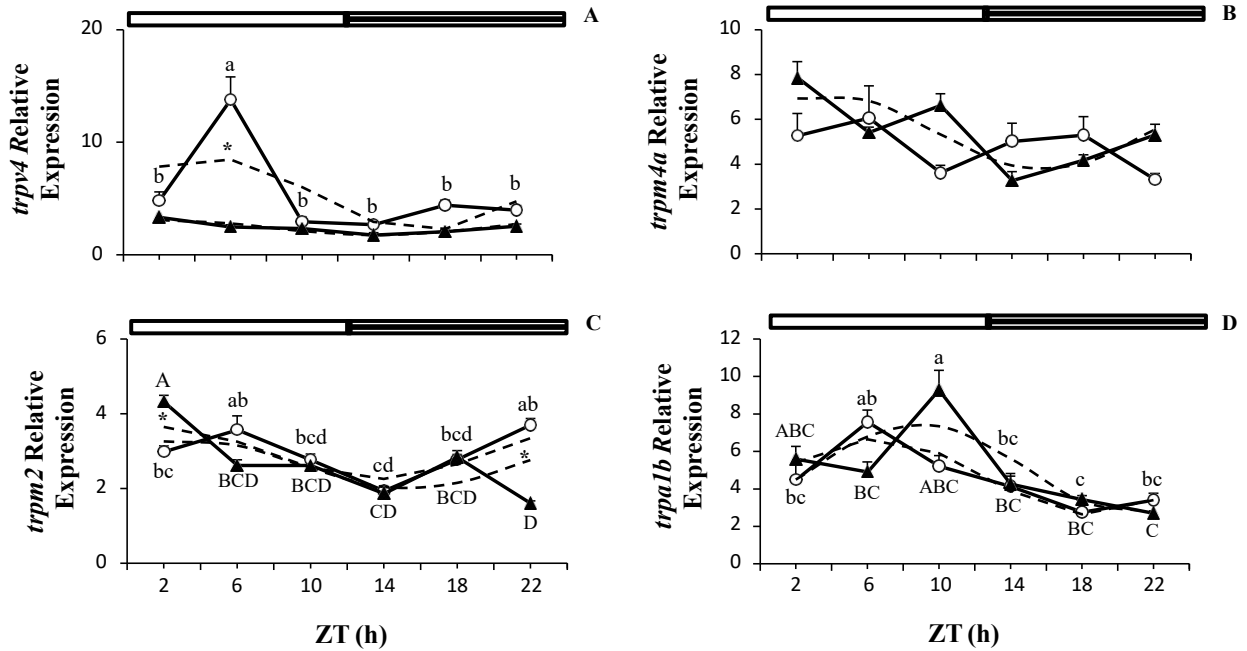 A
trpv4 Relative
Expression
20
10
0
b
a
*
b
b
b
b
B
trpm4a Relative
Expression
10
8
6
4
2
0
C
trpm2 Relative
Expression
6
4
2
0
A
*
bc
ab
BCD
bcd
BCD
cd
CD
bcd
BCD
ab
*
D
2 6 10 14 18 22
ZT (h)
D
trpa1b Relative
Expression
12
10
8
6
4
2
0
ABC
bc
ab
BC
a
ABC
bc
BC
c
BC
bc
C
2 6 10 14 18 22
ZT (h)